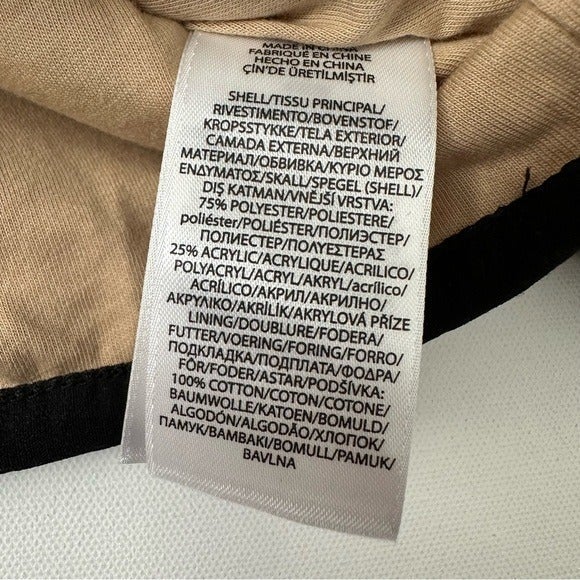 MADE IN CHINA
FABRIQUÉ EN CHINE
HECHO EN CHINA
ÇİN'DE ÜRETİLMİŞTİR
SHELL/TISSU PRINCIPAL/
RIVESTIMENTO/BOVENSTOF/
KROPSSTYKKE/TELA EXTERIOR/
CAMADA EXTERNA/ВЕРХНИЙ
МАТЕРИАЛ/ОБВИВКА/ΚΥΡΙΟ ΜΕΡΟΣ
ΕΝΔΥΜΑΤΟΣ/SKALL/SPEGEL (SHELL)/
DIŞ KATMAN/VNĚJŠÍ VRSTVA:
75% POLYESTER/POLIESTERE/
poliéster/POLIÉSTER/ПОЛИЭСТЕР/
ПОЛИЕСТЕР/ΠΟΛΥΕΣΤΕΡΑΣ
25% ACRYLIC/ACRYLIQUE/ACRILICO/
POLYACRYL/ACRYL/AKRYL/acrílico/
ACRÍLICO/АКРИЛ/АКРИЛНО/
ΑΚΡΥΛΙΚΟ/AKRİLİK/AKRYLOVÁ PŘÍZE
LINING/DOUBLURE/FODERA/
FUTTER/VOERING/FORING/FORRO/
ПОДКЛАДКА/ПОДПЛАТА/ΦΟΔΡΑ/
FÔR/FODER/ASTAR/PODŠÍVKA:
100% COTTON/COTON/COTONE/
BAUMWOLLE/KATOEN/BOMULD/
ALGODÓN/ALGODÃO/ХЛОПОК/
ПАМУК/ΒΑΜΒΑΚΙ/BOMULL/PAMUK/
BAVLNA